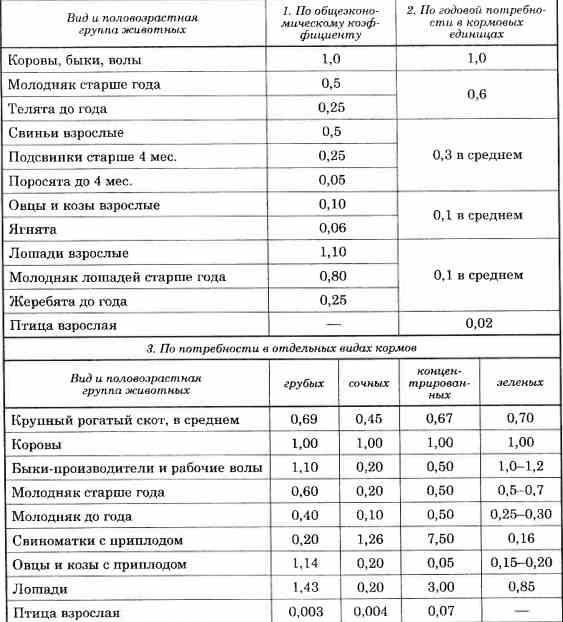 Вид и половозрастная группа животных | 1. По общеэконо-мическому коэф-фициенту | 2. По годовой потребно-сти в кормовых единицах
Коровы, быки, волы | 1,0 | 1,0
Молодняк старше года | 0,5 | 0,6
Телята до года | 0,25
Свиньи взрослые | 0,5 | 0,3 в среднем
Подсвинки старше 4 мес. | 0,25
Поросята до 4 мес. | 0,05
Овцы и козы взрослые | 0,10 | 0,1 в среднем
Ягнята | 0,06
Лошади взрослые | 1,10 | 0,1 в среднем
Молодняк лошадей старше года | 0,80
Жеребята до года | 0,25
Птица взрослая | — | 0,02
3. По потребности в отдельных видах кормов
Вид и половозрастная группа животных | грубых | сочных | концен-трирован-ных | зеленых
Крупный рогатый скот, в среднем | 0,69 | 0,45 | 0,67 | 0,70
Коровы | 1,00 | 1,00 | 1,00 | 1,00
Быки-производители и рабочие волы | 1,10 | 0,20 | 0,50 | 1,0–1,2
Молодняк старше года | 0,60 | 0,20 | 0,50 | 0,5–0,7
Молодняк до года | 0,40 | 0,10 | 0,50 | 0,25–0,30
Свиноматки с приплодом | 0,20 | 1,26 | 7,50 | 0,16
Овцы и козы с приплодом | 1,14 | 0,20 | 0,05 | 0,15–0,20
Лошади | 1,43 | 0,20 | 3,00 | 0,85
Птица взрослая | 0,003 | 0,004 | 0,07 | —